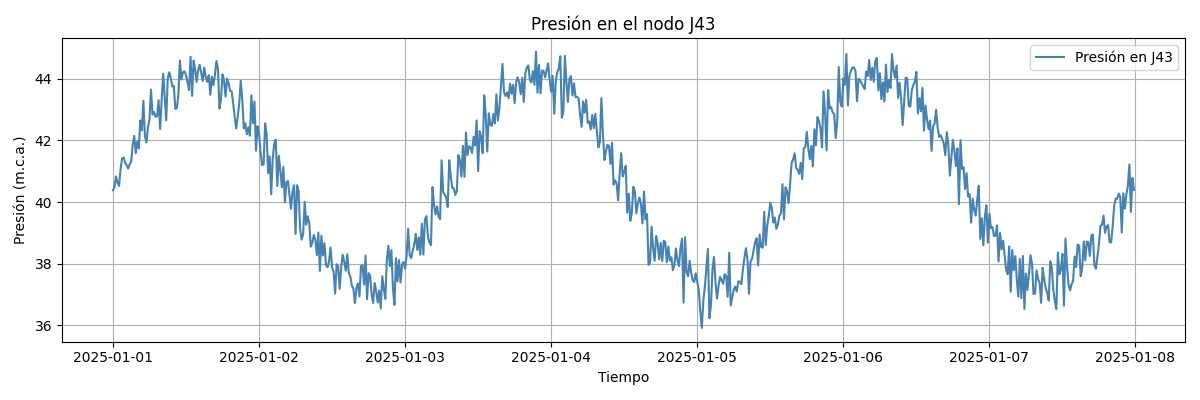 Presión en el nodo J43
Presión en J43
Presión (m.c.a.)
44
42
40
38
36
2025-01-01 2025-01-02 2025-01-03 2025-01-04 2025-01-05 2025-01-06 2025-01-07 2025-01-08
Tiempo